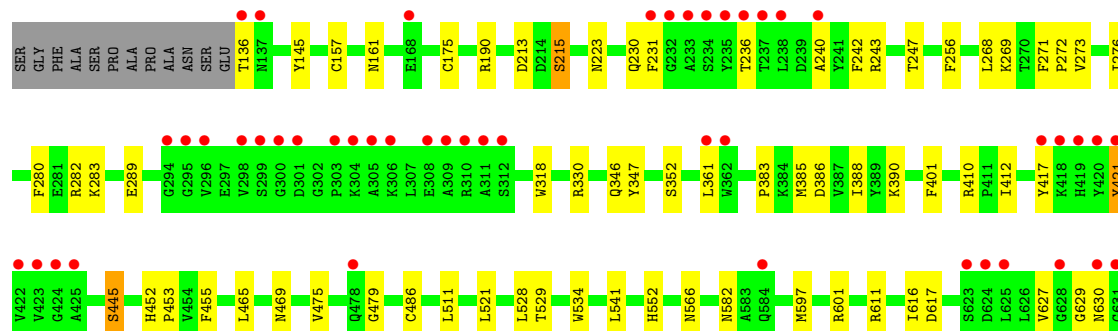 SER GLY PHE ALA SER PRO PRO ALA ALA ASN SER GLU T136 N137 Y145 C157 N161 E168 C175 R190 D213 D214 S215 N223 Q230 F231 G232 A233 S234 Y235 T236 T237 L238 D239 A240 Y241 F242 R243 T247 F256 L268 K269 T270 F271 P272 V273
F280 E281 R282 K283 E289 G294 G295 V296 E297 V298 S299 G300 D301 G302 P303 K304 A305 K306 L307 E308 A309 R310 A311 S312 W318 R330 Q346 Y347 S352 L361 W362 P383 K384 M385 D386 V387 I388 Y389 K390 F401 R410 P411 I412 Y417 K418 H419 Y420
V422 V423 G424 A425 S445 H452 P453 V454 F455 L465 N469 V475 Q478 G479 C486 L511 L521 L528 T529 W534 L541 H552 N566 N582 A583 Q584 M597 R601 R611 I616 D617 S623 D624 L625 L626 V627 G628 G629 N630